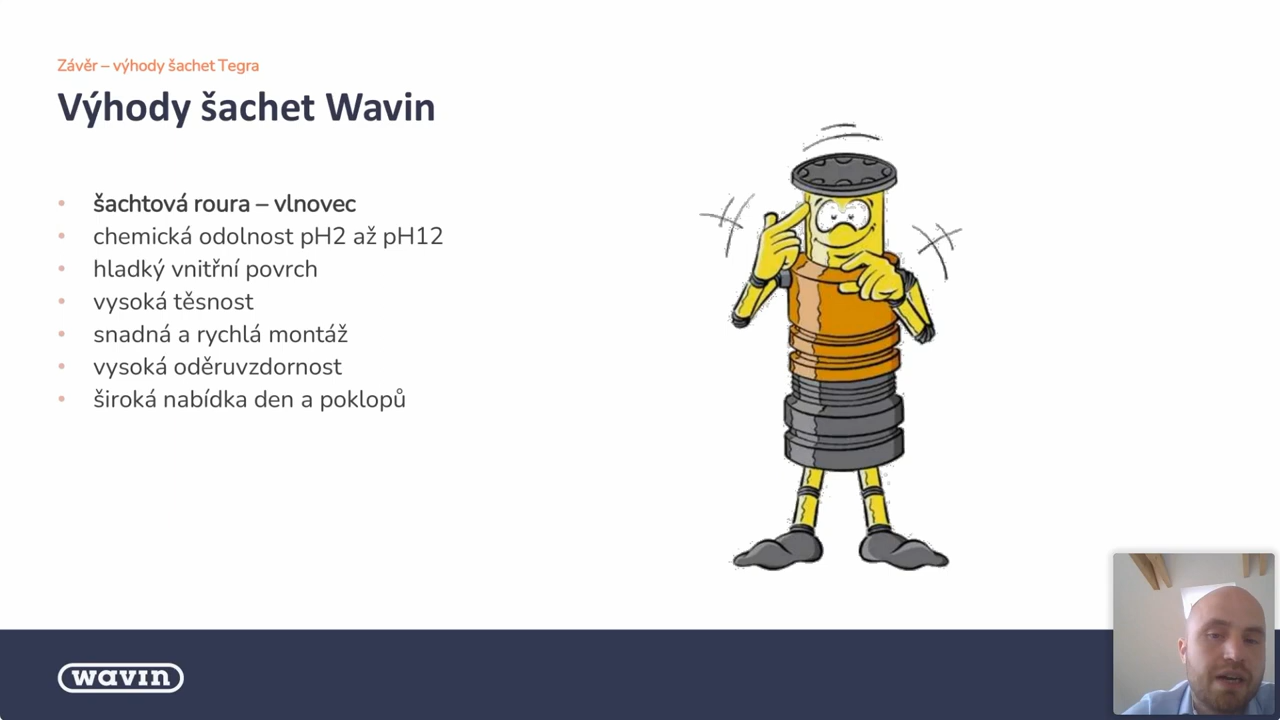 Závěr – výhody šachet Tegra
Výhody šachet Wavin
• šachtová roura – vlnovec
• chemická odolnost pH2 až pH12
• hladký vnitřní povrch
• vysoká těsnost
• snadná a rychlá montáž
• vysoká oděruvzdornost
• široká nabídka den a poklopů
wavin